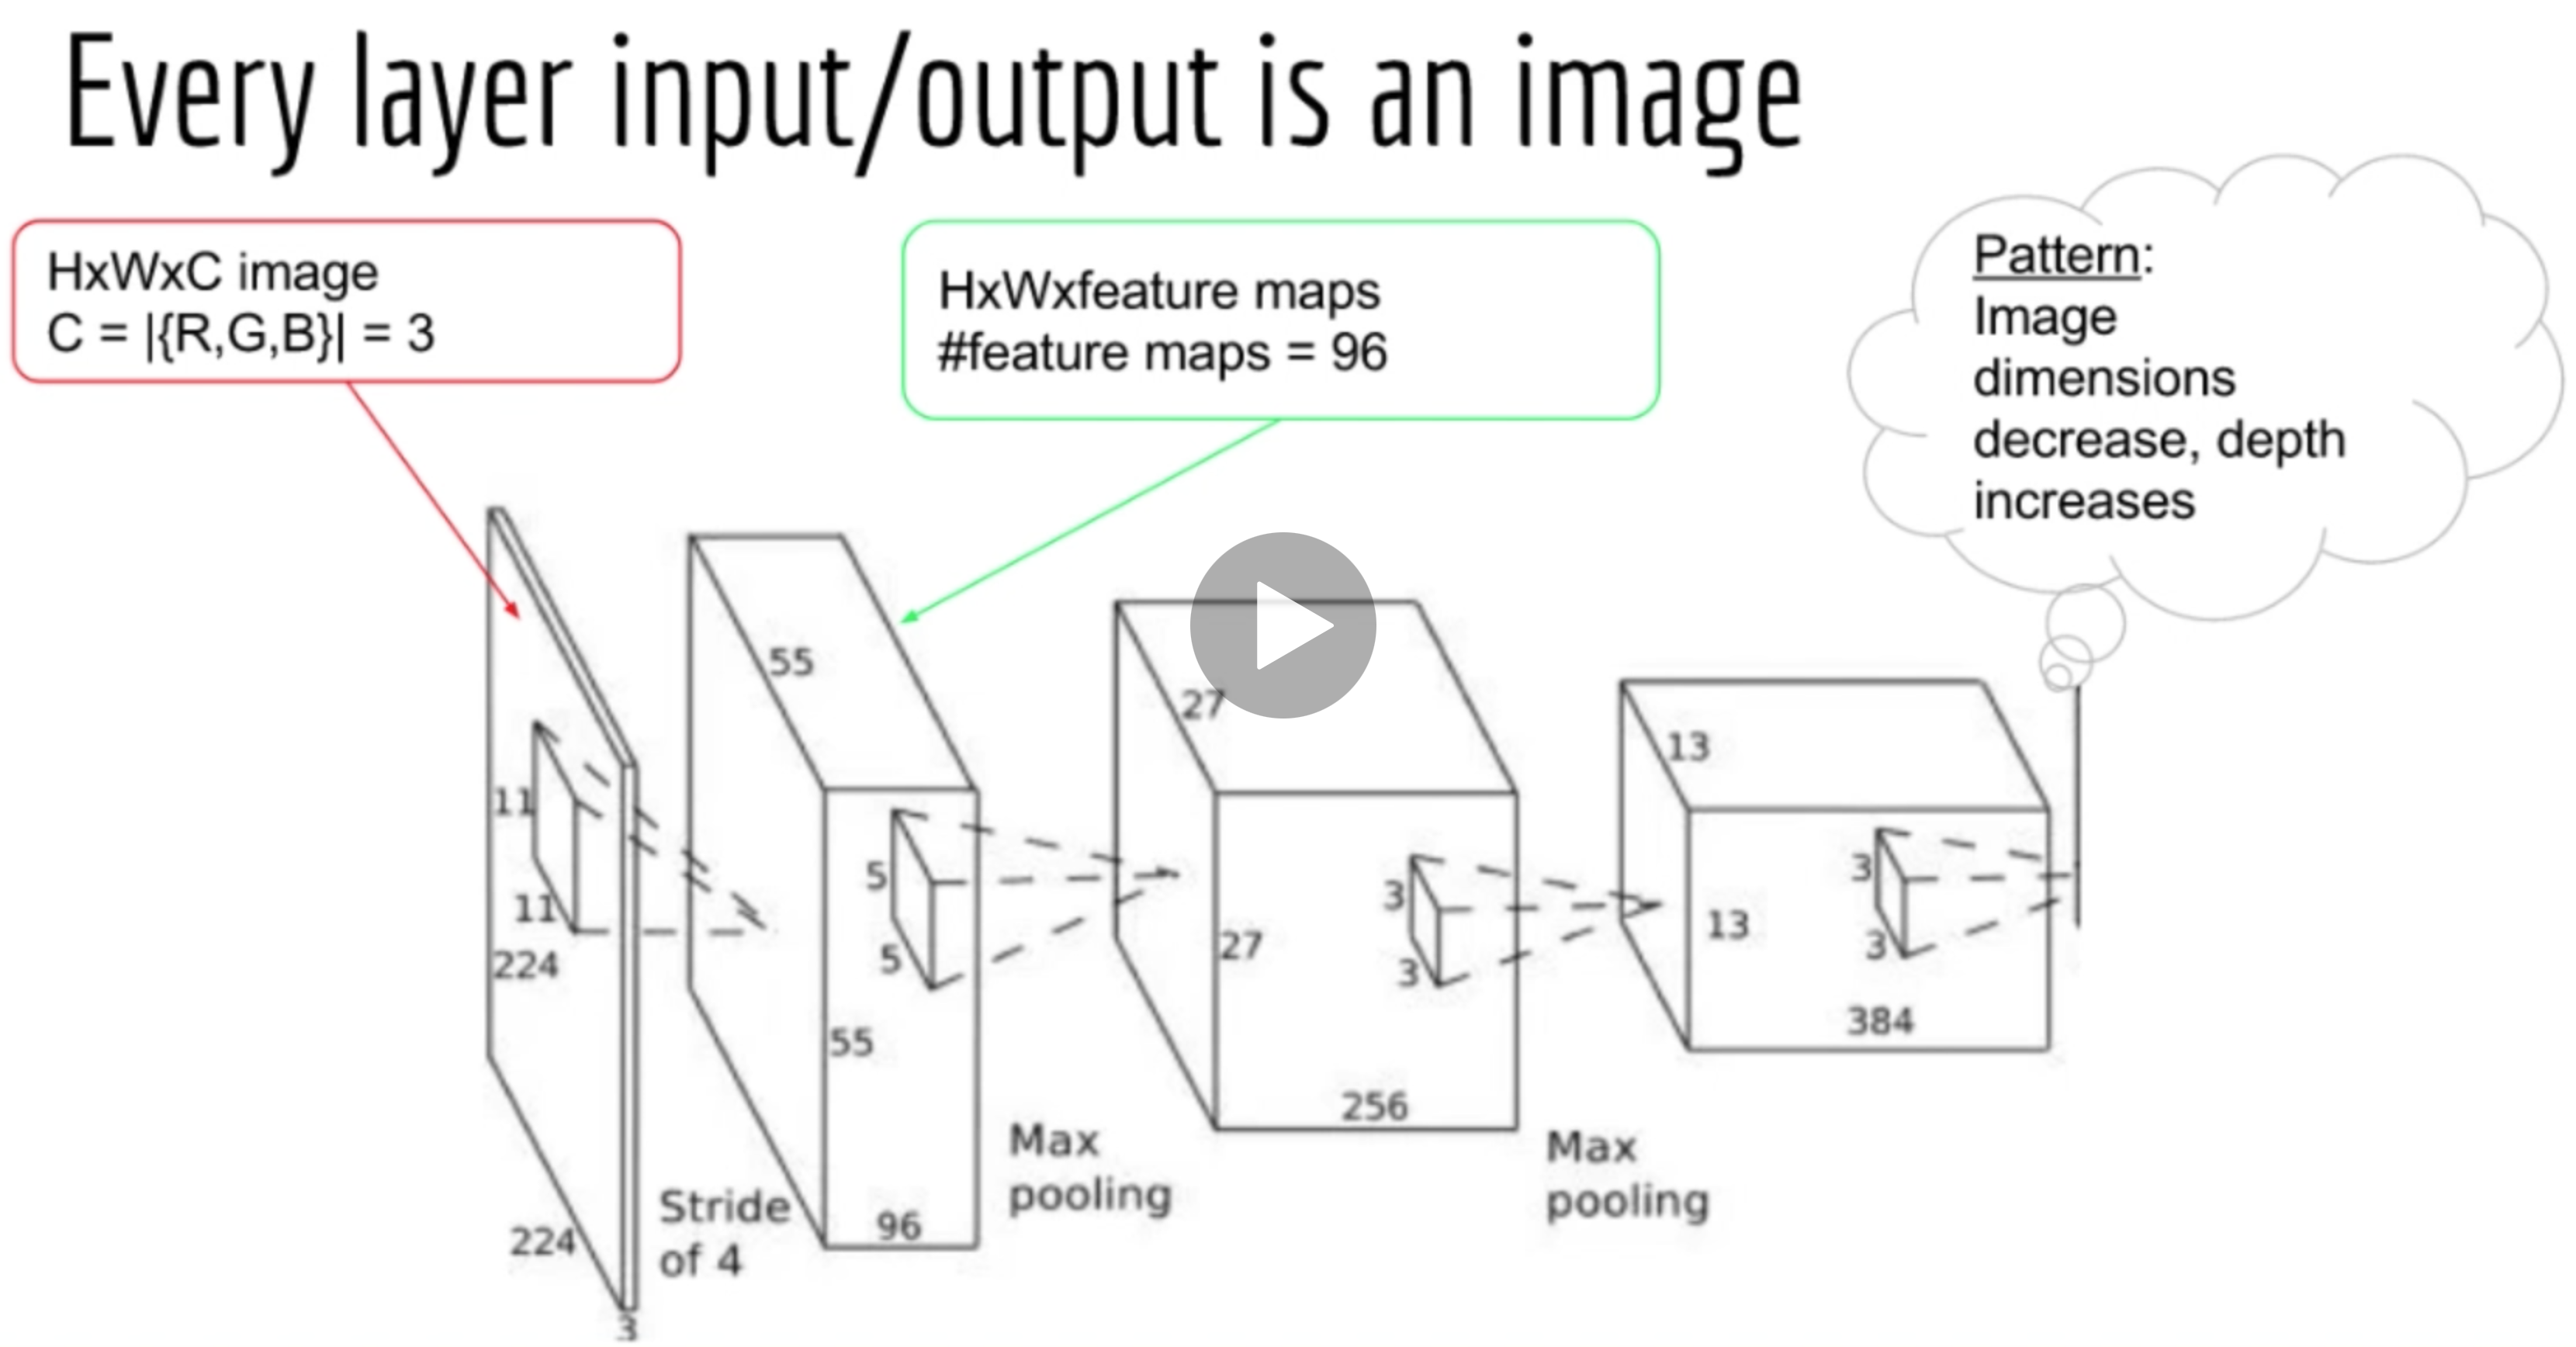 Every layer input/output is an image
HxWxC image
C = |{R,G,B}| = 3
HxWxfeature maps
#feature maps = 96
Pattern:
Image
dimensions
decrease, depth
increases
11
11
224
224
3
Stride
of 4
55
55
96
5
5
Max
pooling
27
27
256
3
3
Max
pooling
13
13
384
3
3